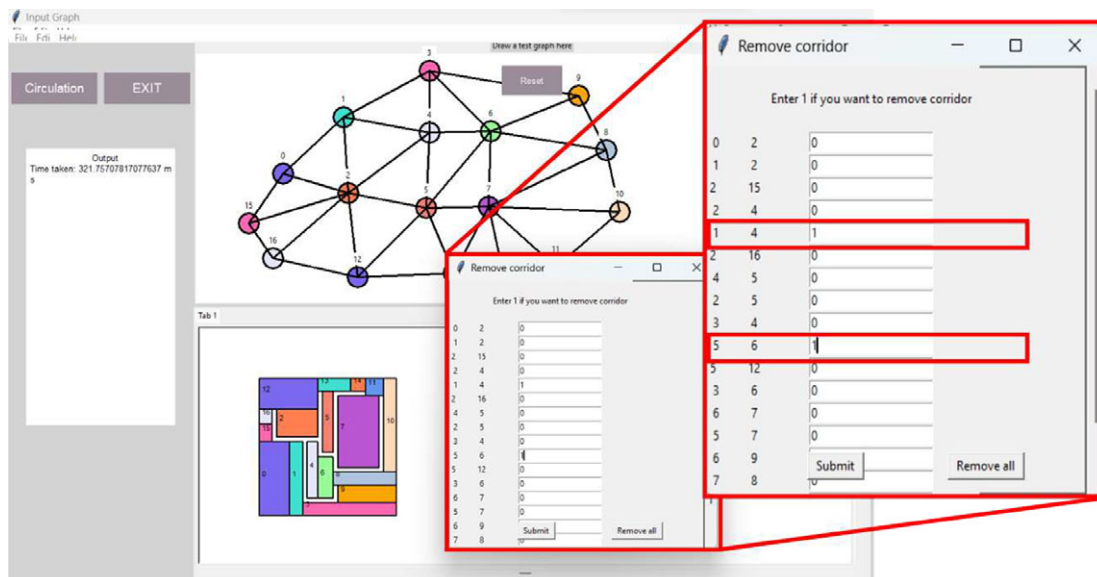 Input Graph
Draw a test graph here
Circulation
EXIT
Reset
Output
Time taken: 321.75707817077637 m
s
3
9
1
4
6
8
0
2
5
7
10
15
16
12
11
Tab 1
12
13
14
11
16
2
5
7
10
15
0
1
4
6
8
9
3
Remove corridor
Enter 1 if you want to remove corridor
0 2 0
1 2 0
2 15 0
2 4 0
1 4 1
2 16 0
4 5 0
2 5 0
3 4 0
5 6 1
5 12 0
3 6 0
6 7 0
5 7 0
6 9
7 8
Submit
Remove all
Remove corridor
Enter 1 if you want to remove corridor
0 2 0
1 2 0
2 15 0
2 4 0
1 4 1
2 16 0
4 5 0
2 5 0
3 4 0
5 6 1
5 12 0
3 6 0
6 7 0
5 7 0
6 9
7 8
Submit
Remove all